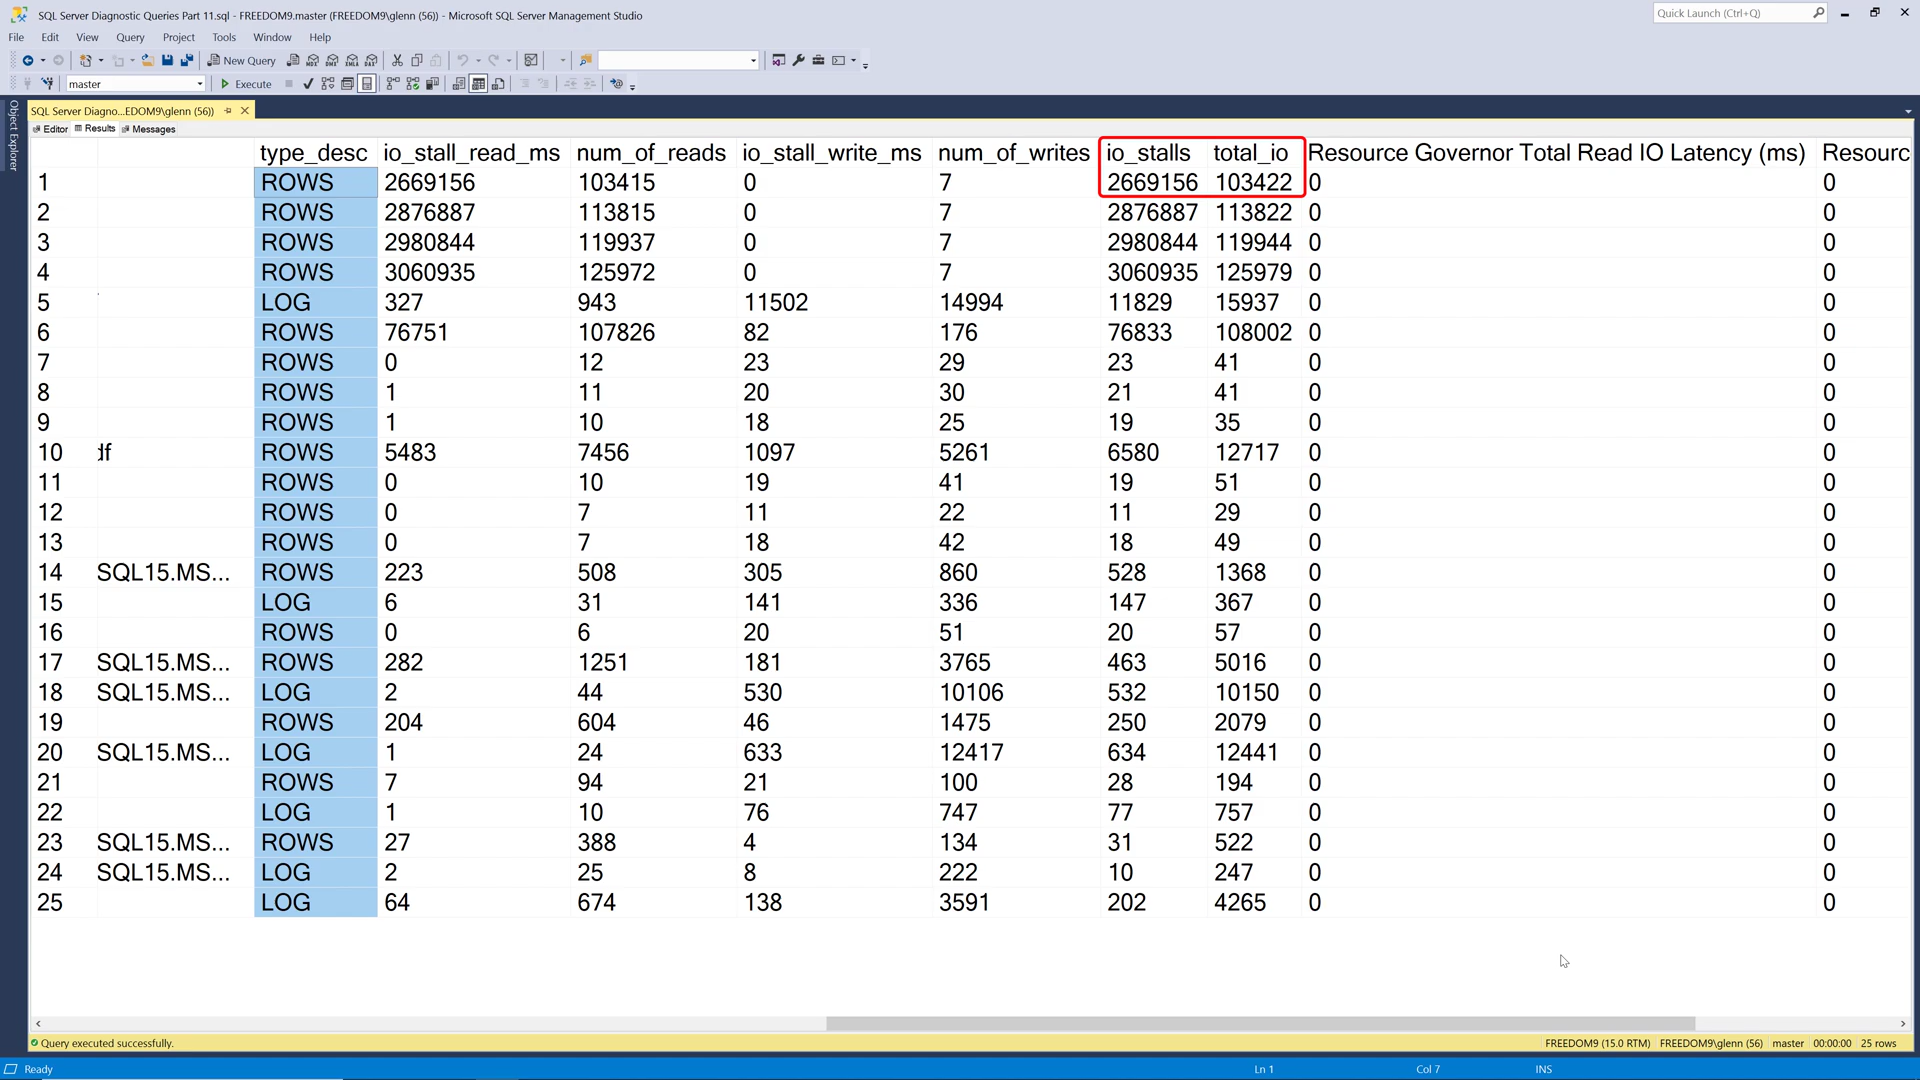 SQL Server Diagnostic Queries Part 11.sql - FREEDOM9.master (FREEDOM9\glenn (56)) - Microsoft SQL Server Management Studio
Quick Launch (Ctrl+Q)
File Edit View Query Project Tools Window Help
New Query
master Execute
Object Explorer
SQL Server Diagno...EDOM9\glenn (56))
Editor Results Messages
type_desc io_stall_read_ms num_of_reads io_stall_write_ms num_of_writes io_stalls total_io Resource Governor Total Read IO Latency (ms) Resourc
1 ROWS 2669156 103415 0 7 2669156 103422 0 0
2 ROWS 2876887 113815 0 7 2876887 113822 0 0
3 ROWS 2980844 119937 0 7 2980844 119944 0 0
4 ROWS 3060935 125972 0 7 3060935 125979 0 0
5 LOG 327 943 11502 14994 11829 15937 0 0
6 ROWS 76751 107826 82 176 76833 108002 0 0
7 ROWS 0 12 23 29 23 41 0 0
8 ROWS 1 11 20 30 21 41 0 0
9 ROWS 1 10 18 25 19 35 0 0
10 df ROWS 5483 7456 1097 5261 6580 12717 0 0
11 ROWS 0 10 19 41 19 51 0 0
12 ROWS 0 7 11 22 11 29 0 0
13 ROWS 0 7 18 42 18 49 0 0
14 SQL15.MS... ROWS 223 508 305 860 528 1368 0 0
15 LOG 6 31 141 336 147 367 0 0
16 ROWS 0 6 20 51 20 57 0 0
17 SQL15.MS... ROWS 282 1251 181 3765 463 5016 0 0
18 SQL15.MS... LOG 2 44 530 10106 532 10150 0 0
19 ROWS 204 604 46 1475 250 2079 0 0
20 SQL15.MS... LOG 1 24 633 12417 634 12441 0 0
21 ROWS 7 94 21 100 28 194 0 0
22 LOG 1 10 76 747 77 757 0 0
23 SQL15.MS... ROWS 27 388 4 134 31 522 0 0
24 SQL15.MS... LOG 2 25 8 222 10 247 0 0
25 LOG 64 674 138 3591 202 4265 0 0
Query executed successfully. FREEDOM9 (15.0 RTM) FREEDOM9\glenn (56) master 00:00:00 25 rows
Ready Ln 1 Col 7 INS